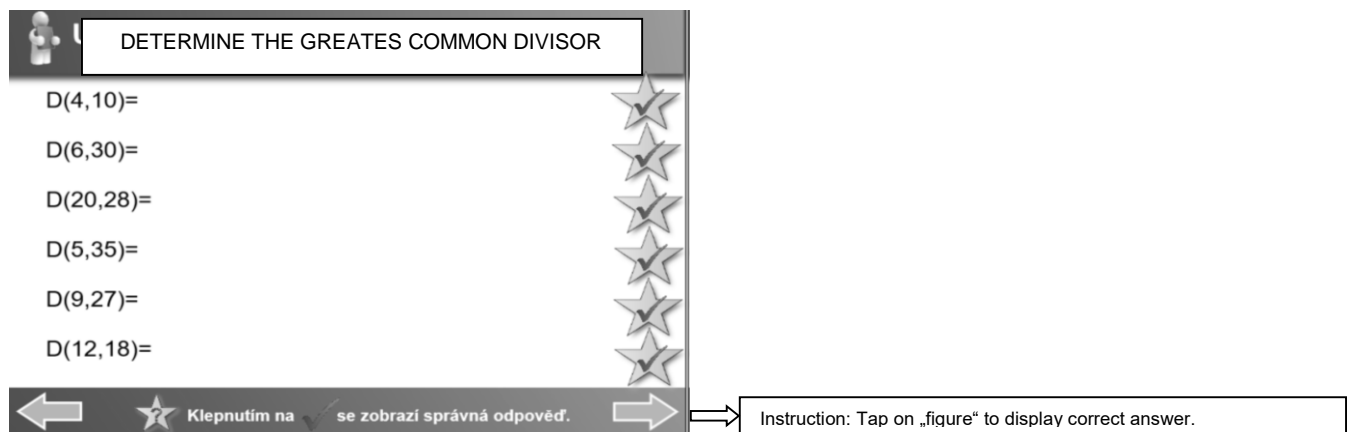 DETERMINE THE GREATES COMMON DIVISOR
D(4,10)=
D(6,30)=
D(20,28)=
D(5,35)=
D(9,27)=
D(12,18)=
? Klepnutím na ✓ se zobrazí správná odpověď.
Instruction: Tap on „figure“ to display correct answer.